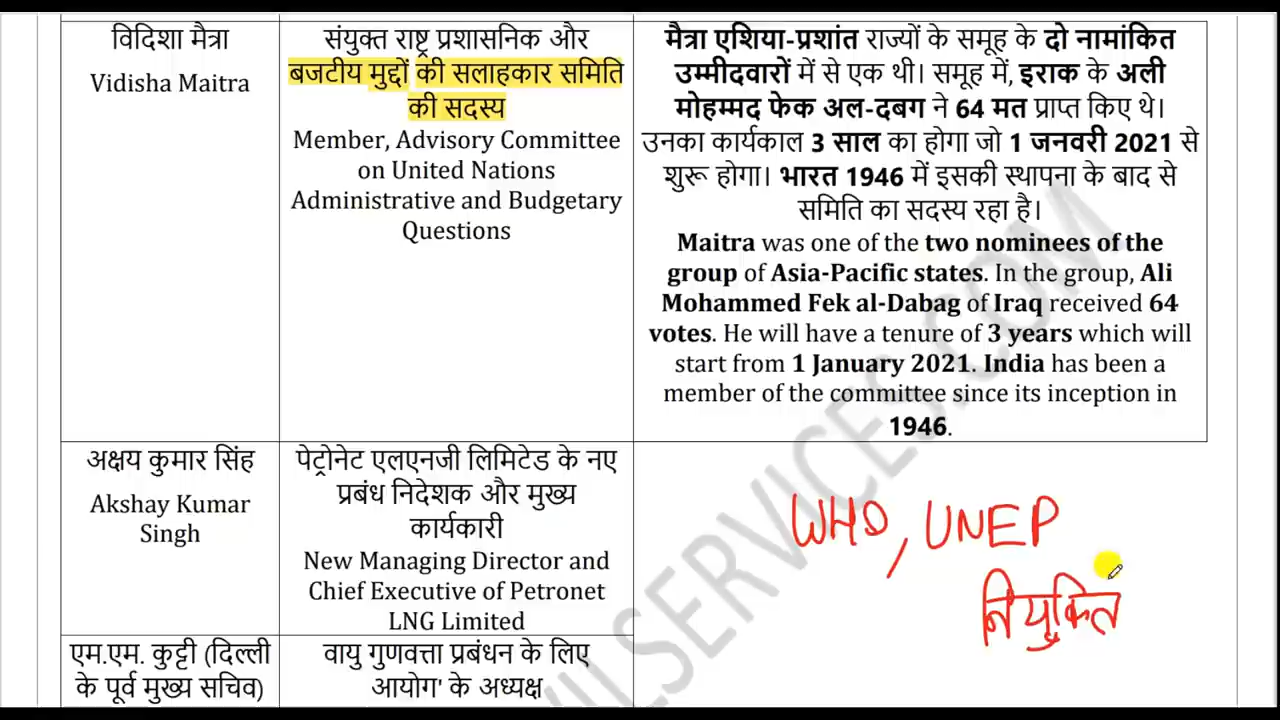 विदिशा मैत्रा
Vidisha Maitra
संयुक्त राष्ट्र प्रशासनिक और
बजटीय मुद्दों की सलाहकार समिति
की सदस्य
Member, Advisory Committee
on United Nations
Administrative and Budgetary
Questions
मैत्रा एशिया-प्रशांत राज्यों के समूह के दो नामांकित
उम्मीदवारों में से एक थी। समूह में, इराक के अली
मोहम्मद फेक अल-दबग ने 64 मत प्राप्त किए थे।
उनका कार्यकाल 3 साल का होगा जो 1 जनवरी 2021 से
शुरू होगा। भारत 1946 में इसकी स्थापना के बाद से
समिति का सदस्य रहा है।
Maitra was one of the two nominees of the
group of Asia-Pacific states. In the group, Ali
Mohammed Fek al-Dabag of Iraq received 64
votes. He will have a tenure of 3 years which will
start from 1 January 2021. India has been a
member of the committee since its inception in
1946.
अक्षय कुमार सिंह
Akshay Kumar
Singh
पेट्रोनेट एलएनजी लिमिटेड के नए
प्रबंध निदेशक और मुख्य
कार्यकारी
New Managing Director and
Chief Executive of Petronet
LNG Limited
WHO, UNEP
नियुक्ति
एम.एम. कुट्टी (दिल्ली
के पूर्व मुख्य सचिव)
वायु गुणवत्ता प्रबंधन के लिए
आयोग' के अध्यक्ष